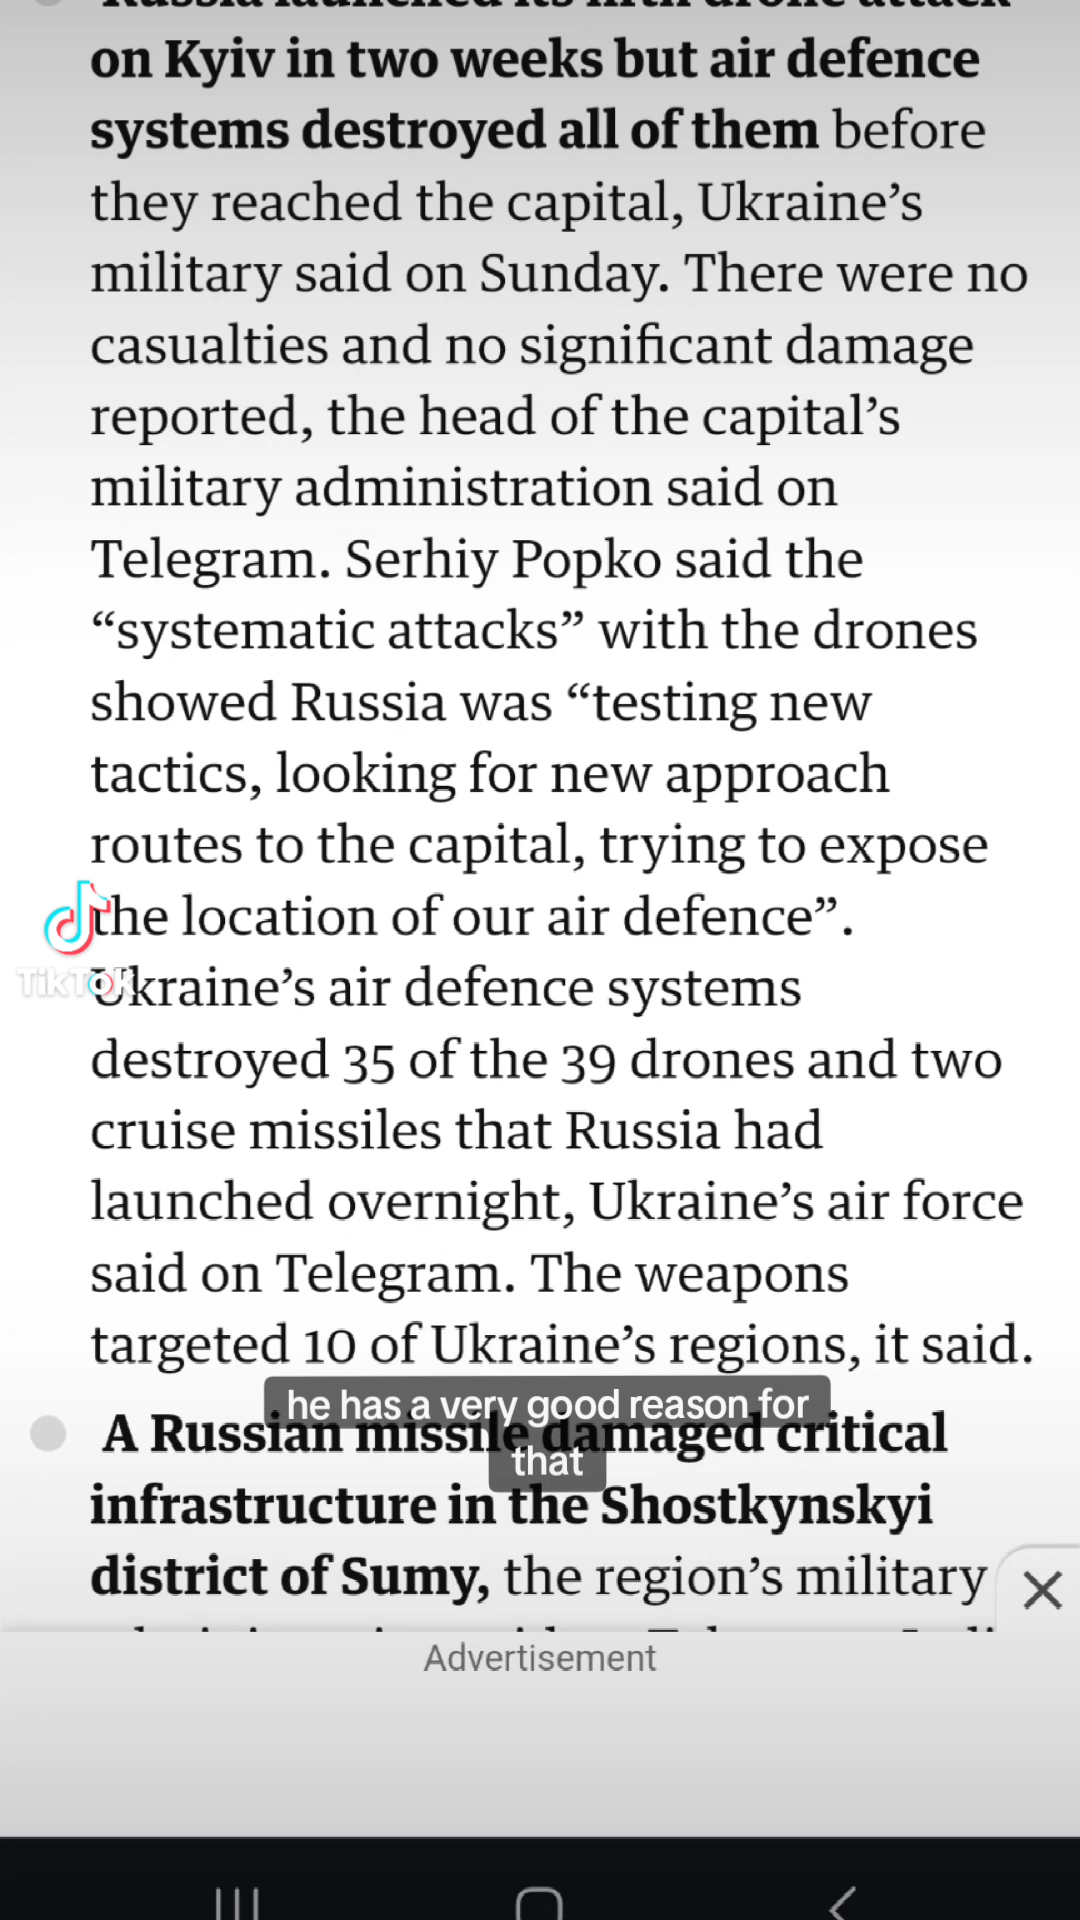 Russia launched its fifth drone attack
on Kyiv in two weeks but air defence
systems destroyed all of them before
they reached the capital, Ukraine’s
military said on Sunday. There were no
casualties and no significant damage
reported, the head of the capital’s
military administration said on
Telegram. Serhiy Popko said the
“systematic attacks” with the drones
showed Russia was “testing new
tactics, looking for new approach
routes to the capital, trying to expose
the location of our air defence”.
TikTok
Ukraine’s air defence systems
destroyed 35 of the 39 drones and two
cruise missiles that Russia had
launched overnight, Ukraine’s air force
said on Telegram. The weapons
targeted 10 of Ukraine’s regions, it said.
he has a very good reason for
that
A Russian missile damaged critical
infrastructure in the Shostkynskyi
district of Sumy, the region’s military
Advertisement